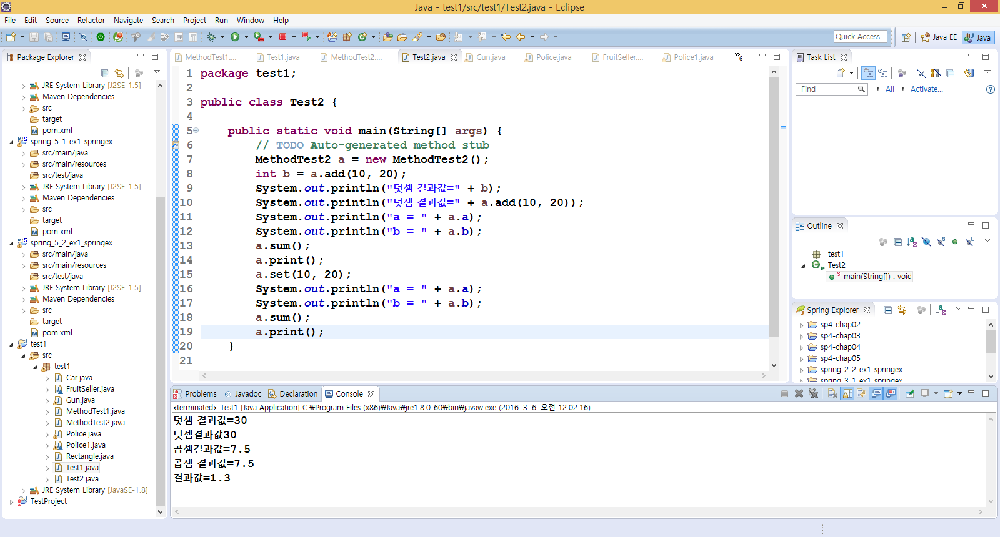 Java - test1/src/test1/Test2.java - Eclipse
File Edit Source Refactor Navigate Search Project Run Window Help
Quick Access
Java EE
Java
Package Explorer
JRE System Library [J2SE-1.5]
Maven Dependencies
src
target
pom.xml
spring_5_1_ex1_springex
src/main/java
src/main/resources
src/test/java
JRE System Library [J2SE-1.5]
Maven Dependencies
src
target
pom.xml
spring_5_2_ex1_springex
src/main/java
src/main/resources
src/test/java
JRE System Library [J2SE-1.5]
Maven Dependencies
src
target
pom.xml
test1
src
test1
Car.java
FruitSeller.java
Gun.java
MethodTest1.java
MethodTest2.java
Police.java
Police1.java
Rectangle.java
Test1.java
Test2.java
JRE System Library [JavaSE-1.8]
TestProject
MethodTest1.... Test1.java MethodTest2.... Test2.java Gun.java Police.java FruitSeller.... Police1.java »6
1 package test1;
2
3 public class Test2 {
4
5 public static void main(String[] args) {
6 // TODO Auto-generated method stub
7 MethodTest2 a = new MethodTest2();
8 int b = a.add(10, 20);
9 System.out.println("덧셈 결과값=" + b);
10 System.out.println("덧셈 결과값=" + a.add(10, 20));
11 System.out.println("a = " + a.a);
12 System.out.println("b = " + a.b);
13 a.sum();
14 a.print();
15 a.set(10, 20);
16 System.out.println("a = " + a.a);
17 System.out.println("b = " + a.b);
18 a.sum();
19 a.print();
20 }
21
Task List
Find
All
Activate...
Outline
test1
Test2
main(String[]) : void
Spring Explorer
sp4-chap02
sp4-chap03
sp4-chap04
sp4-chap05
spring_2_2_ex1_springex
spring_3_1_ex1_springex
Problems @ Javadoc Declaration Console
<terminated> Test1 [Java Application] C:₩Program Files (x86)₩Java₩jre1.8.0_60₩bin₩javaw.exe (2016. 3. 6. 오전 12:02:16)
덧셈 결과값=30
덧셈결과값30
곱셈결과값=7.5
곱셈 결과값=7.5
결과값=1.3